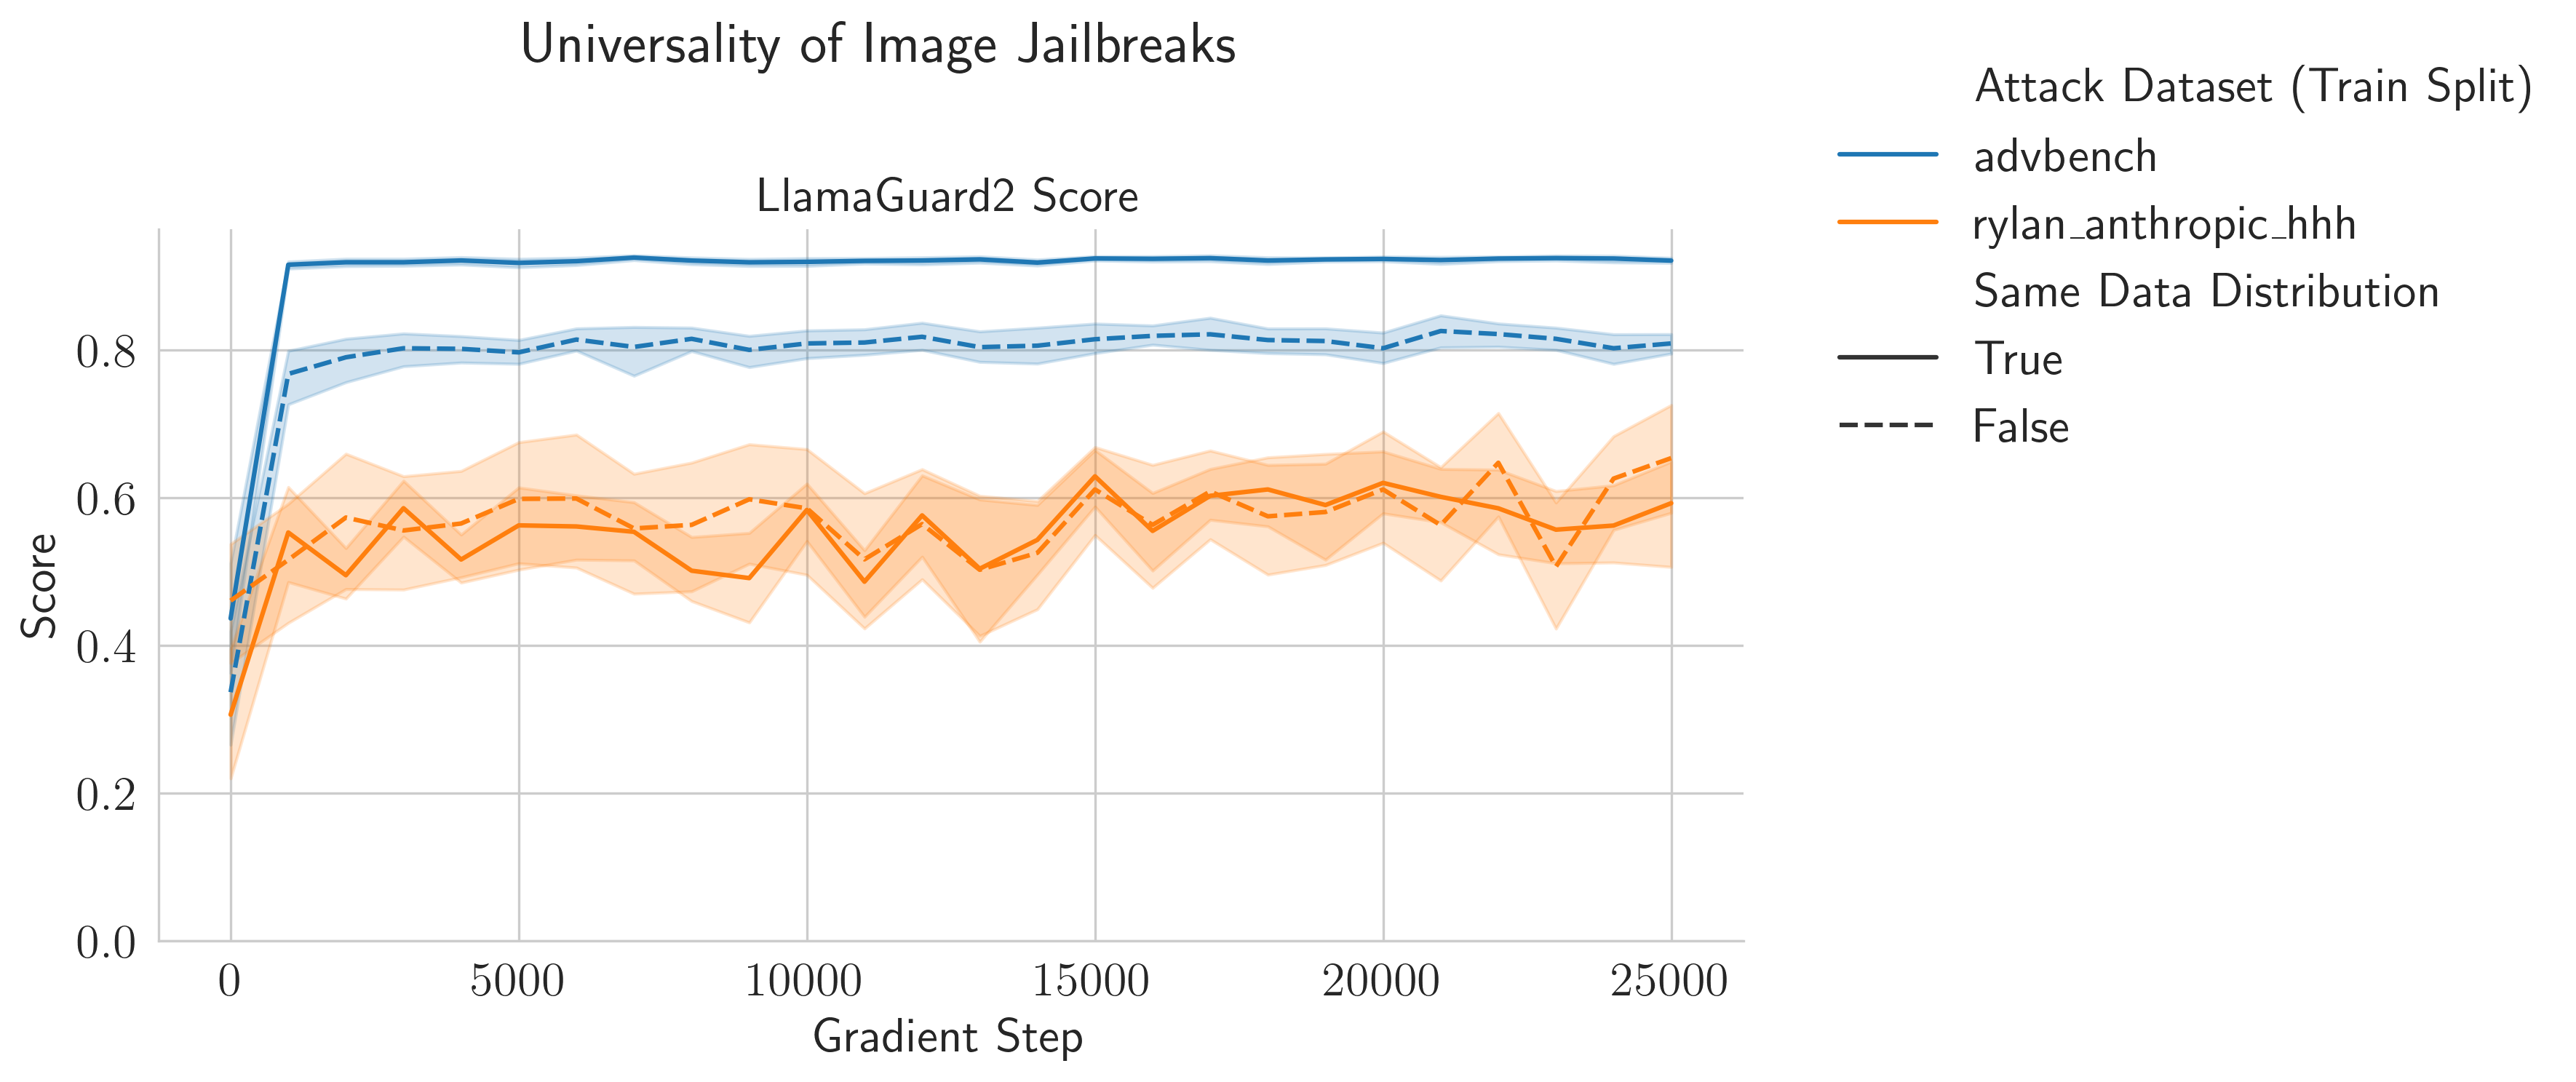 Universality of Image Jailbreaks
LlamaGuard2 Score
Score
0.8
0.6
0.4
0.2
0.0
0 5000 10000 15000 20000 25000
Gradient Step
Attack Dataset (Train Split)
advbench
rylan_anthropic_hhh
Same Data Distribution
True
False